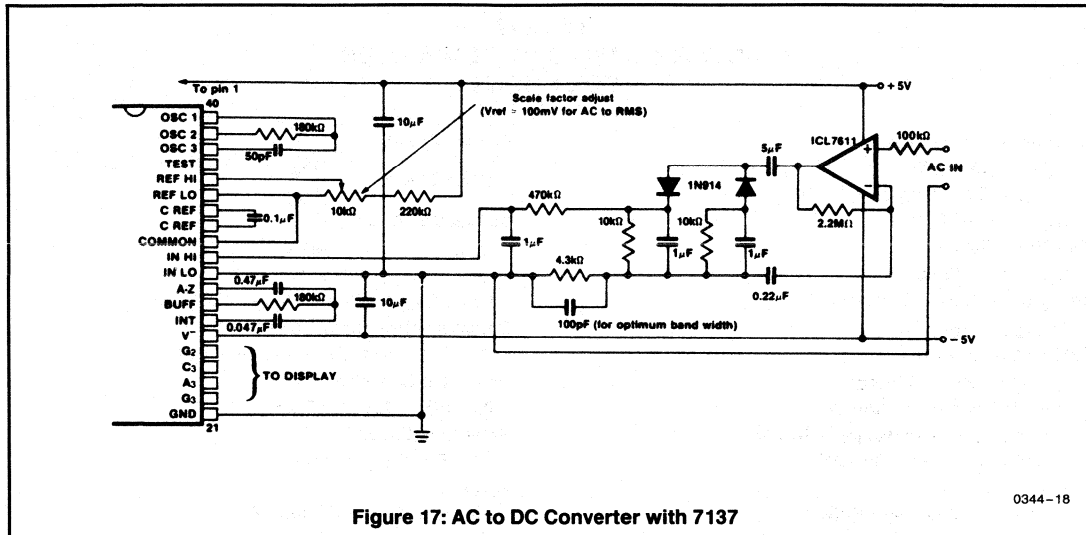 To pin 1
40
OSC 1
OSC 2
OSC 3
TEST
REF HI
REF LO
C REF
C REF
COMMON
IN HI
IN LO
A-Z
BUFF
INT
V⁻
G2
C3
A3
G3
GND
21
TO DISPLAY
180kΩ
50pF
0.1μF
0.47μF
180kΩ
0.047μF
10μF
Scale factor adjust
(Vref = 100mV for AC to RMS)
10kΩ
220kΩ
470kΩ
1μF
10μF
4.3kΩ
100pF (for optimum band width)
10kΩ
1μF
10kΩ
1μF
1N914
5μF
ICL7611
+
−
100kΩ
AC IN
2.2MΩ
0.22μF
+ 5V
− 5V
0344-18
Figure 17: AC to DC Converter with 7137